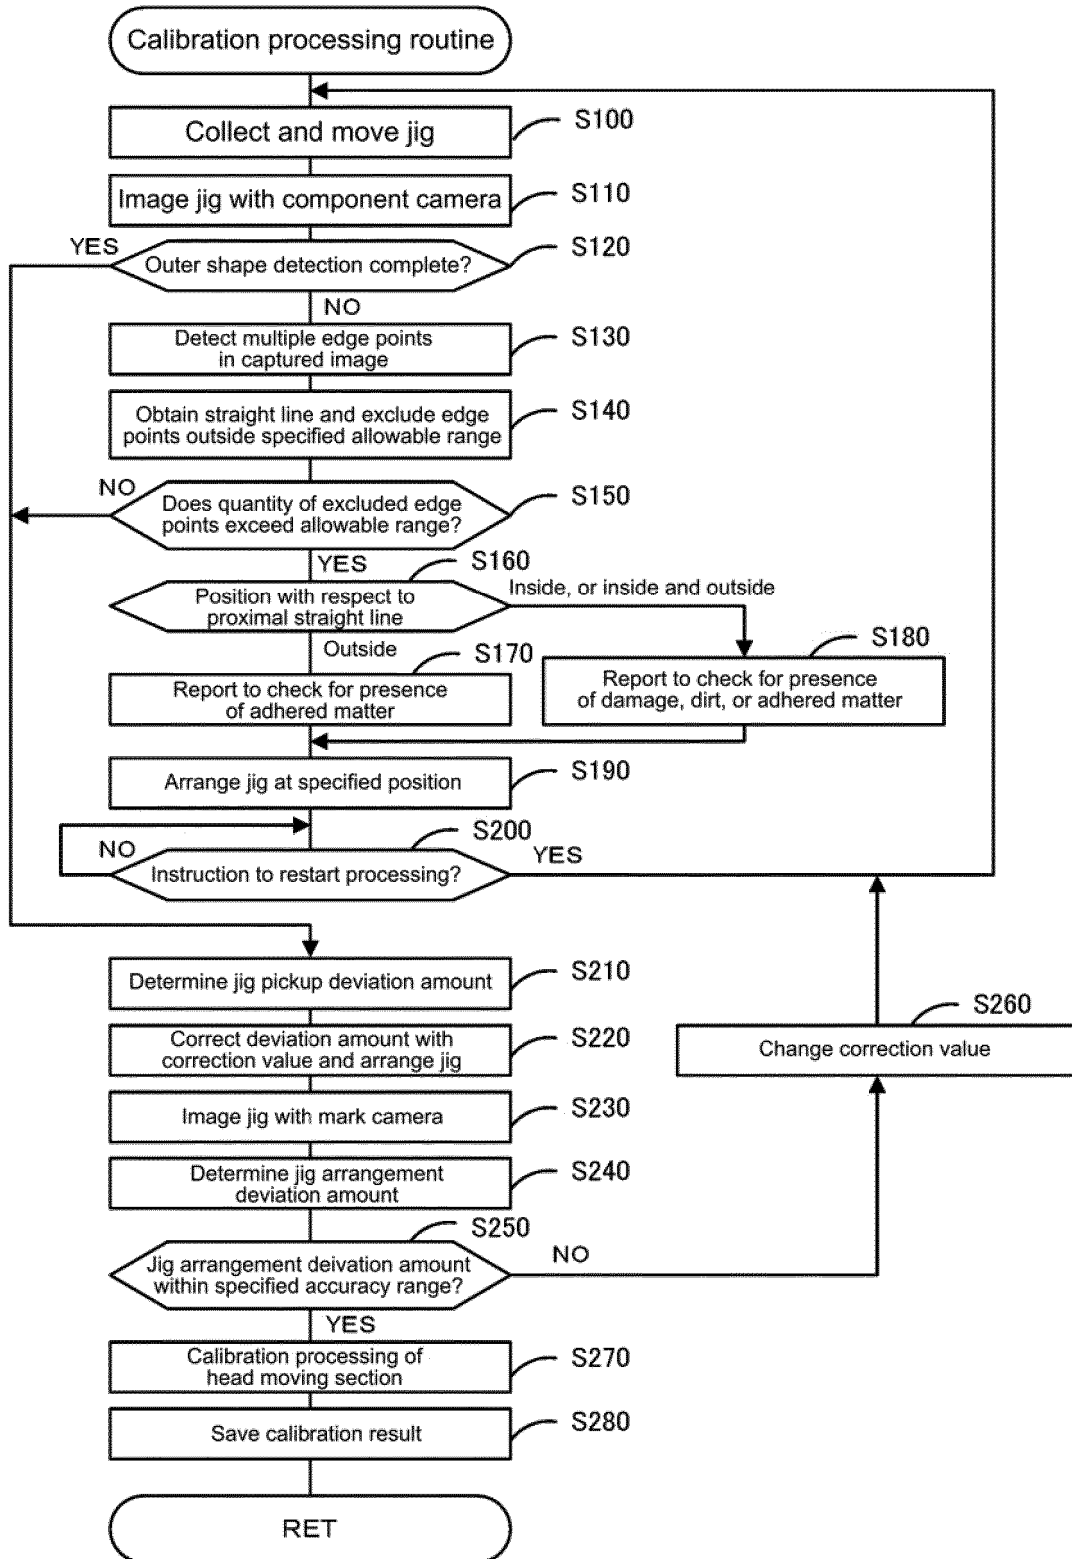 Calibration processing routine
Collect and move jig
S100
Image jig with component camera
S110
YES
Outer shape detection complete?
S120
NO
Detect multiple edge points
in captured image
S130
Obtain straight line and exclude edge
points outside specified allowable range
S140
NO
Does quantity of excluded edge
points exceed allowable range?
S150
YES
S160
Position with respect to
proximal straight line
Inside, or inside and outside
Outside
S170
Report to check for presence
of adhered matter
S180
Report to check for presence
of damage, dirt, or adhered matter
Arrange jig at specified position
S190
S200
NO
Instruction to restart processing?
YES
Determine jig pickup deviation amount
S210
Correct deviation amount with
correction value and arrange jig
S220
S260
Change correction value
Image jig with mark camera
S230
Determine jig arrangement
deviation amount
S240
S250
Jig arrangement deivation amount
within specified accuracy range?
NO
YES
Calibration processing of
head moving section
S270
Save calibration result
S280
RET